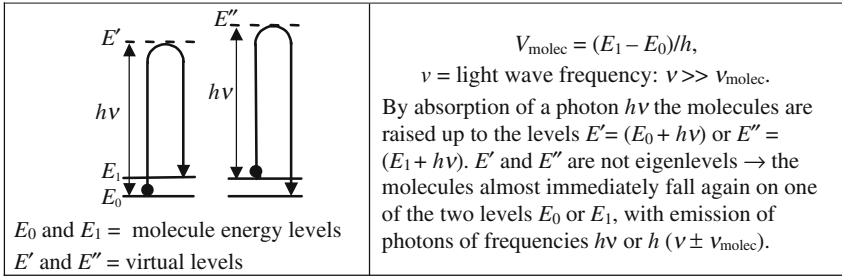 E′
E″
hν
hν
E₁
E₀
E₀ and E₁ = molecule energy levels
E′ and E″ = virtual levels
V_molec = (E₁ – E₀)/h,
ν = light wave frequency: ν >> ν_molec.
By absorption of a photon hν the molecules are
raised up to the levels E′= (E₀ + hν) or E″ =
(E₁ + hν). E′ and E″ are not eigenlevels → the
molecules almost immediately fall again on one
of the two levels E₀ or E₁, with emission of
photons of frequencies hν or h (ν ± ν_molec).